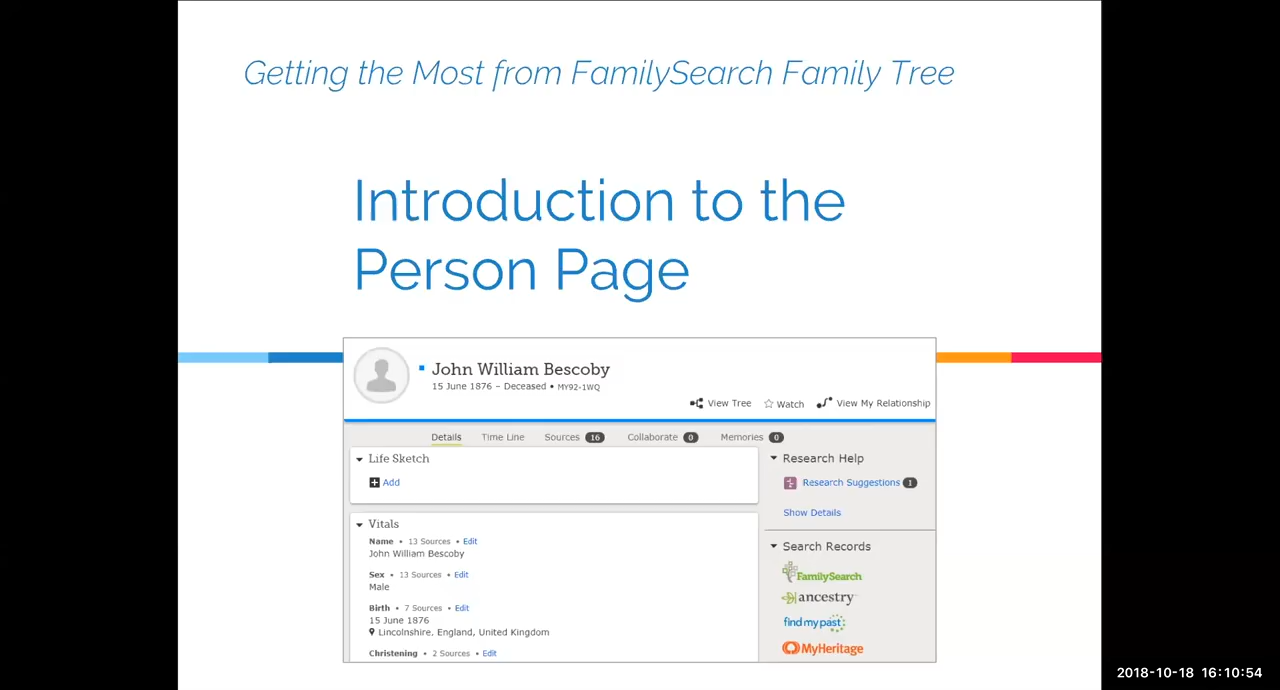 Getting the Most from FamilySearch Family Tree
Introduction to the
Person Page
John William Bescoby
15 June 1876 – Deceased • MY92-1WQ
View Tree Watch View My Relationship
Details Time Line Sources 16 Collaborate 0 Memories 0
Life Sketch
Add
Vitals
Name • 13 Sources • Edit
John William Bescoby
Sex • 13 Sources • Edit
Male
Birth • 7 Sources • Edit
15 June 1876
Lincolnshire, England, United Kingdom
Christening • 2 Sources • Edit
Research Help
Research Suggestions 1
Show Details
Search Records
FamilySearch
ancestry
findmypast
MyHeritage
2018-10-18 16:10:54